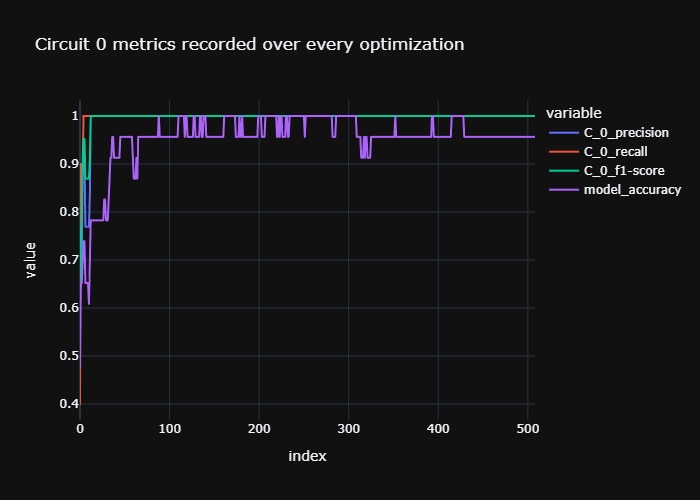 Circuit 0 metrics recorded over every optimization
variable
C_0_precision
C_0_recall
C_0_f1-score
model_accuracy
value
1
0.9
0.8
0.7
0.6
0.5
0.4
0 100 200 300 400 500
index